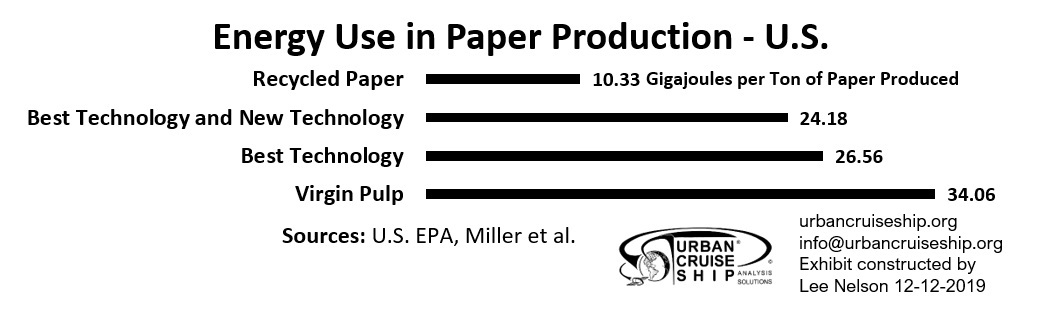 Energy Use in Paper Production - U.S.
Recycled Paper 10.33 Gigajoules per Ton of Paper Produced
Best Technology and New Technology 24.18
Best Technology 26.56
Virgin Pulp 34.06
Sources: U.S. EPA, Miller et al.
URBAN®
CRUISE
SHIP ANALYSIS
SOLUTIONS
©
urbancruiseship.org
info@urbancruiseship.org
Exhibit constructed by
Lee Nelson 12-12-2019